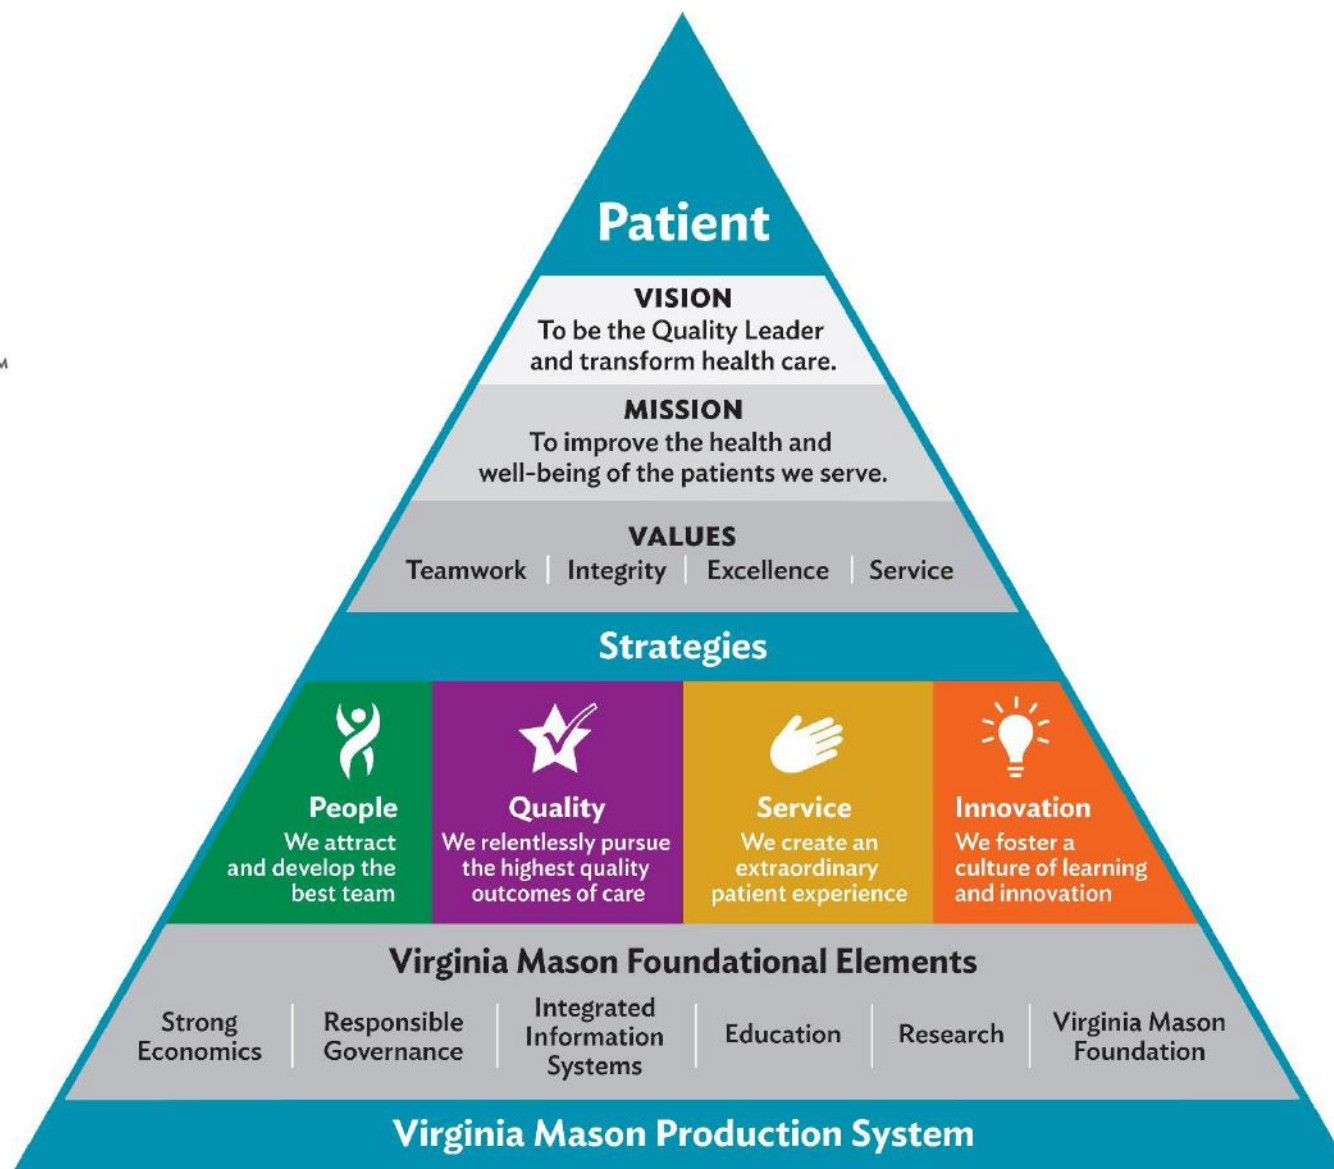 Patient
VISION
To be the Quality Leader
and transform health care.
MISSION
To improve the health and
well-being of the patients we serve.
VALUES
Teamwork | Integrity | Excellence | Service
Strategies
People
We attract
and develop the
best team
Quality
We relentlessly pursue
the highest quality
outcomes of care
Service
We create an
extraordinary
patient experience
Innovation
We foster a
culture of learning
and innovation
Virginia Mason Foundational Elements
Strong
Economics
Responsible
Governance
Integrated
Information
Systems
Education
Research
Virginia Mason
Foundation
Virginia Mason Production System